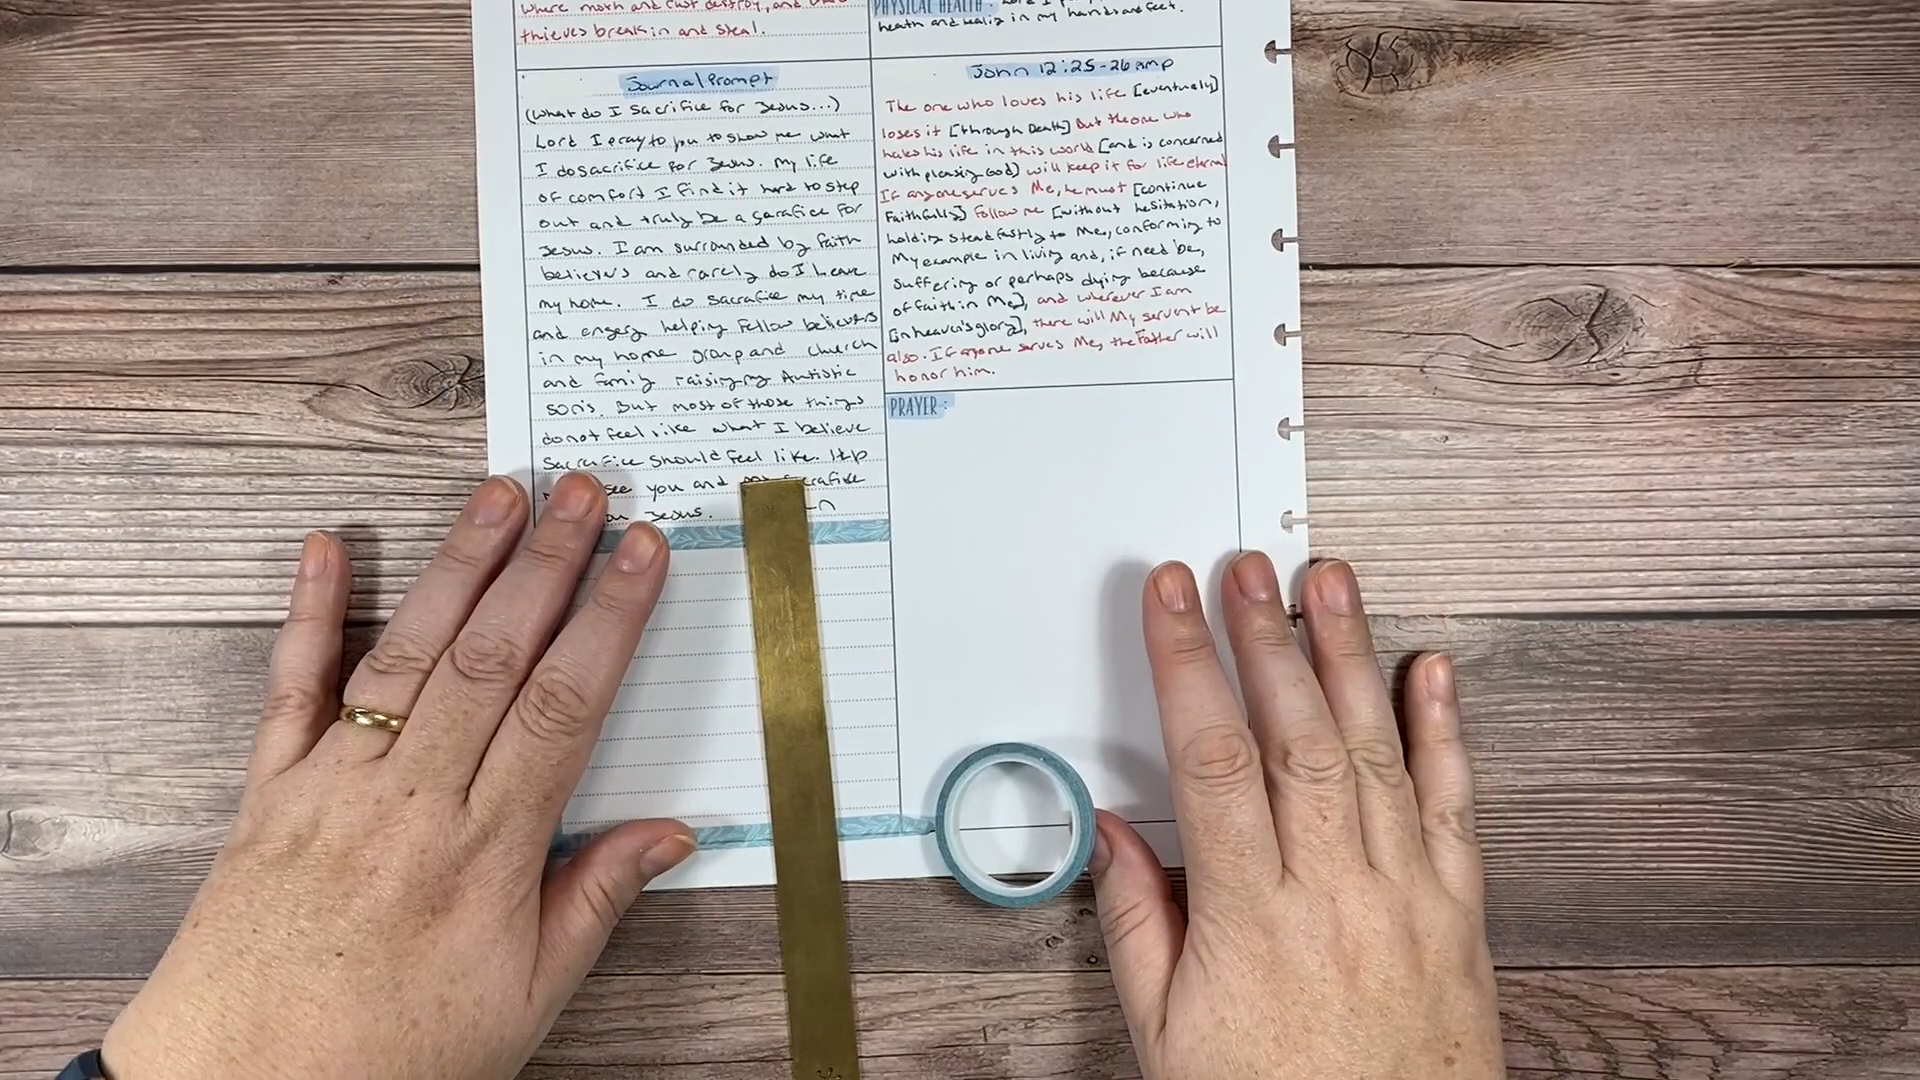 where moth and rust destroy, and where
thieves break in and steal.
PHYSICAL HEALTH:
health and healing in my hands and feet.
Journal Prompt
(What do I sacrifice for Jesus...)
Lord I pray to you to show me what
I do sacrifice for Jesus. My life
of comfort I find it hard to step
out and truly be a sacrafice for
Jesus. I am surrounded by faith
believers and rarely do I leave
my home. I do sacrafice my time
and energy helping Fellow believers
in my home group and church
and family raising my Autistic
son's. But most of those things
do not feel like what I believe
Sacrafice should feel like. Help
see you and sacrafice
Jesus.
John 12:25-26 amp
The one who loves his life [eventually]
loses it [through Death] But the one who
hates his life in this world [and is concerned
with pleasing God] will keep it for life eternal
If anyone serves Me, he must [continue
Faithfully] Follow me [without hesitation,
holding steadfastly to Me, conforming to
My example in living and, if need be,
suffering or perhaps dying because
of faith in Me], and wherever I am
[in heaven's glory], there will My servant be
also. If anyone serves Me, the Father will
honor him.
PRAYER: